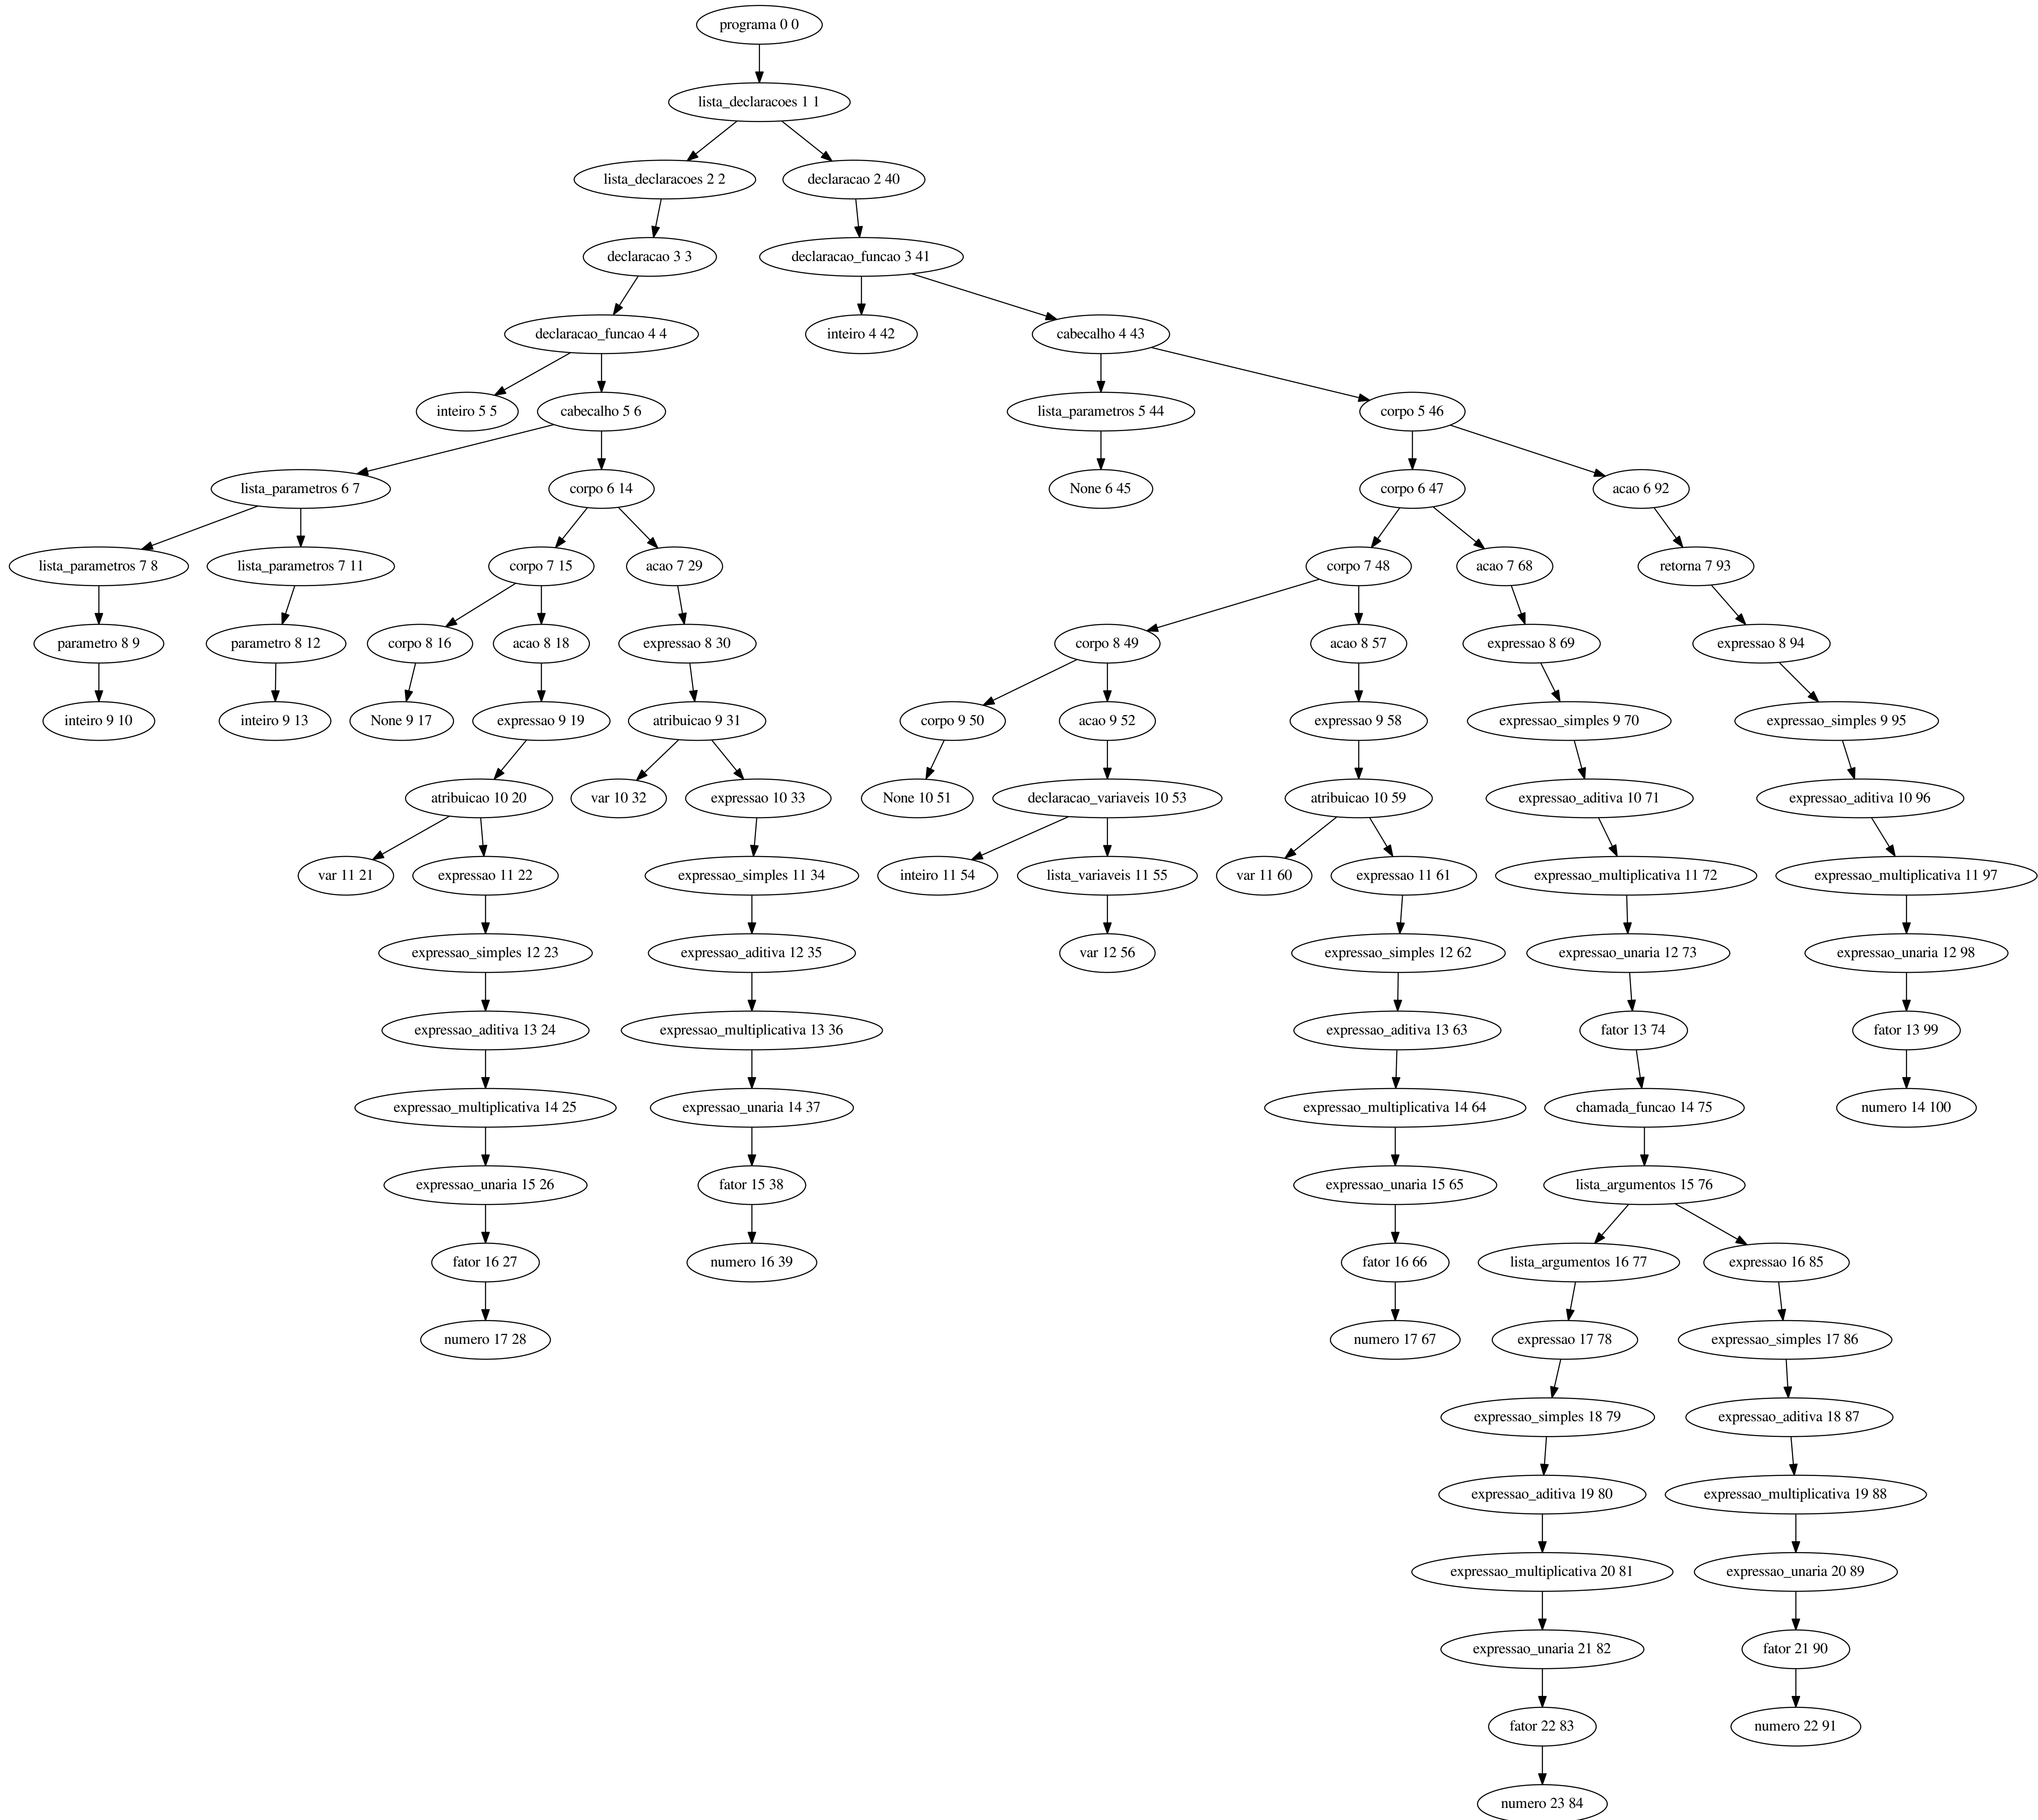 programa 0 0
lista_declaracoes 1 1
lista_declaracoes 2 2
declaracao 2 40
declaracao 3 3
declaracao_funcao 3 41
declaracao_funcao 4 4
inteiro 4 42
cabecalho 4 43
inteiro 5 5
cabecalho 5 6
lista_parametros 5 44
corpo 5 46
lista_parametros 6 7
corpo 6 14
None 6 45
corpo 6 47
acao 6 92
lista_parametros 7 8
lista_parametros 7 11
corpo 7 15
acao 7 29
corpo 7 48
acao 7 68
retorna 7 93
parametro 8 9
parametro 8 12
corpo 8 16
acao 8 18
expressao 8 30
corpo 8 49
acao 8 57
expressao 8 69
expressao 8 94
inteiro 9 10
inteiro 9 13
None 9 17
expressao 9 19
atribuicao 9 31
corpo 9 50
acao 9 52
expressao 9 58
expressao_simples 9 70
expressao_simples 9 95
atribuicao 10 20
var 10 32
expressao 10 33
None 10 51
declaracao_variaveis 10 53
atribuicao 10 59
expressao_aditiva 10 71
expressao_aditiva 10 96
var 11 21
expressao 11 22
expressao_simples 11 34
inteiro 11 54
lista_variaveis 11 55
var 11 60
expressao 11 61
expressao_multiplicativa 11 72
expressao_multiplicativa 11 97
expressao_simples 12 23
expressao_aditiva 12 35
var 12 56
expressao_simples 12 62
expressao_unaria 12 73
expressao_unaria 12 98
expressao_aditiva 13 24
expressao_multiplicativa 13 36
expressao_aditiva 13 63
fator 13 74
fator 13 99
expressao_multiplicativa 14 25
expressao_unaria 14 37
expressao_multiplicativa 14 64
chamada_funcao 14 75
numero 14 100
expressao_unaria 15 26
fator 15 38
expressao_unaria 15 65
lista_argumentos 15 76
fator 16 27
numero 16 39
fator 16 66
lista_argumentos 16 77
expressao 16 85
numero 17 28
numero 17 67
expressao 17 78
expressao_simples 17 86
expressao_simples 18 79
expressao_aditiva 18 87
expressao_aditiva 19 80
expressao_multiplicativa 19 88
expressao_multiplicativa 20 81
expressao_unaria 20 89
expressao_unaria 21 82
fator 21 90
fator 22 83
numero 22 91
numero 23 84